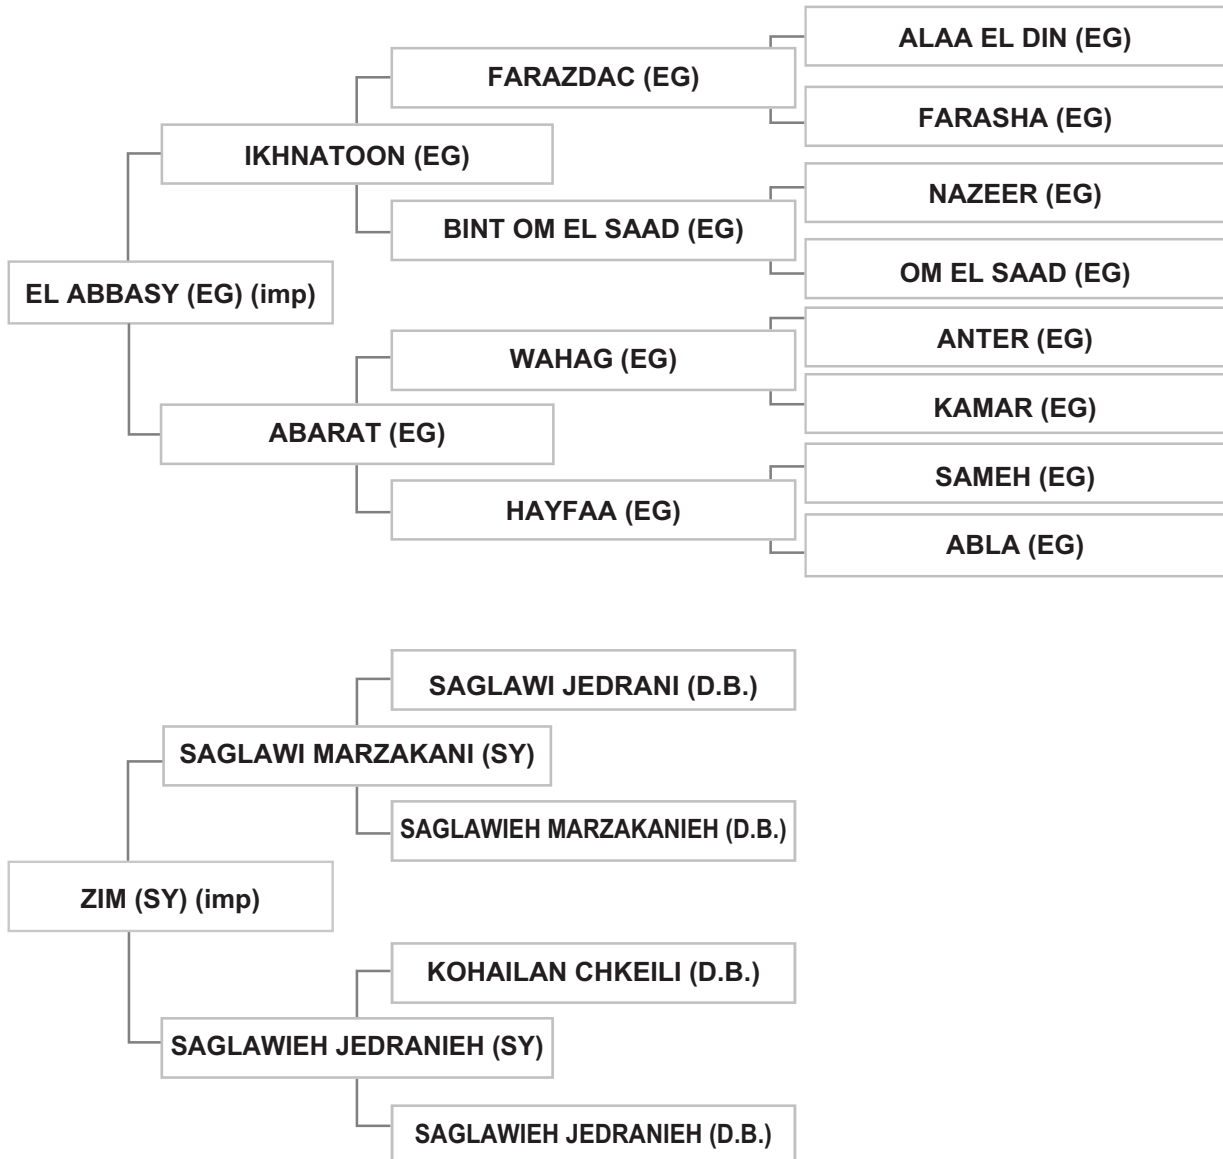 ALAA EL DIN (EG)
FARAZDAC (EG)
FARASHA (EG)
IKHNATOON (EG)
NAZEER (EG)
BINT OM EL SAAD (EG)
OM EL SAAD (EG)
EL ABBASY (EG) (imp)
ANTER (EG)
WAHAG (EG)
KAMAR (EG)
ABARAT (EG)
SAMEH (EG)
HAYFAA (EG)
ABLA (EG)
SAGLAWI JEDRANI (D.B.)
SAGLAWI MARZAKANI (SY)
SAGLAWIEH MARZAKANIEH (D.B.)
ZIM (SY) (imp)
KOHAILAN CHKEILI (D.B.)
SAGLAWIEH JEDRANIEH (SY)
SAGLAWIEH JEDRANIEH (D.B.)